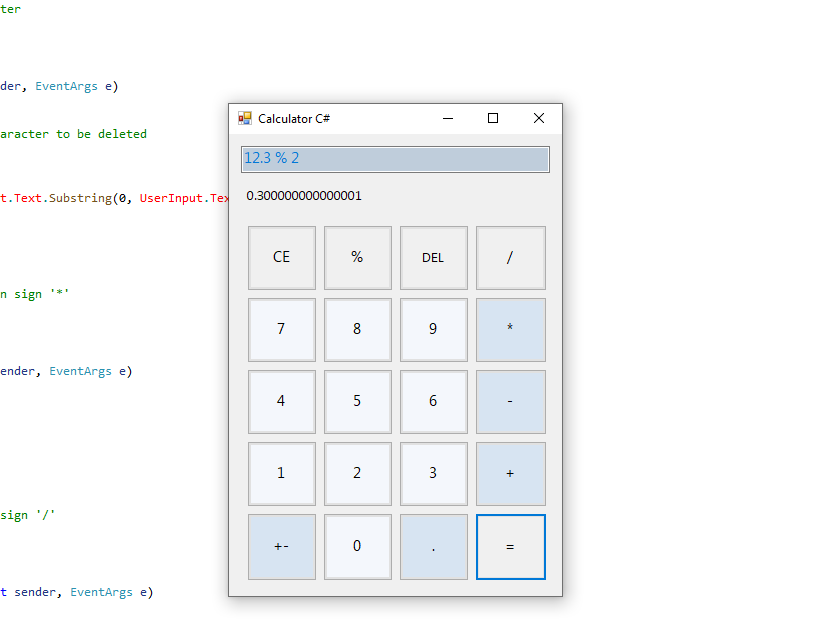 ter
der, EventArgs e)
aracter to be deleted
t.Text.Substring(0, UserInput.Tex
n sign '*'
ender, EventArgs e)
sign '/'
t sender, EventArgs e)
Calculator C#
12.3 % 2
0.300000000000001
CE % DEL /
7 8 9 *
4 5 6 -
1 2 3 +
+- 0 . =